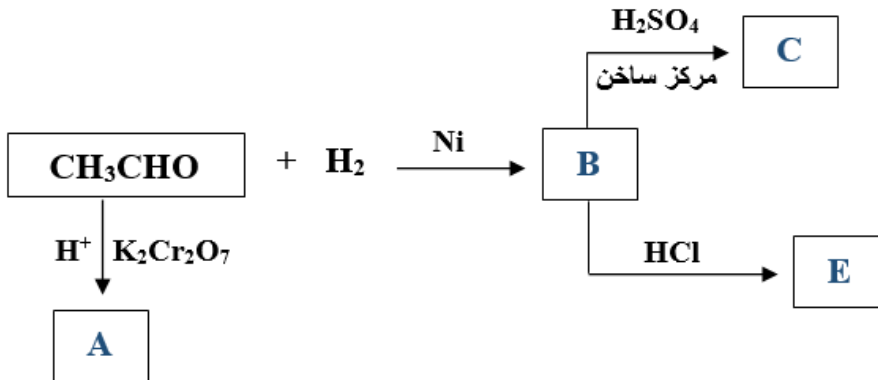 H₂SO₄
مركز ساخن
C
CH₃CHO + H₂
Ni
B
H⁺ K₂Cr₂O₇
HCl
E
A